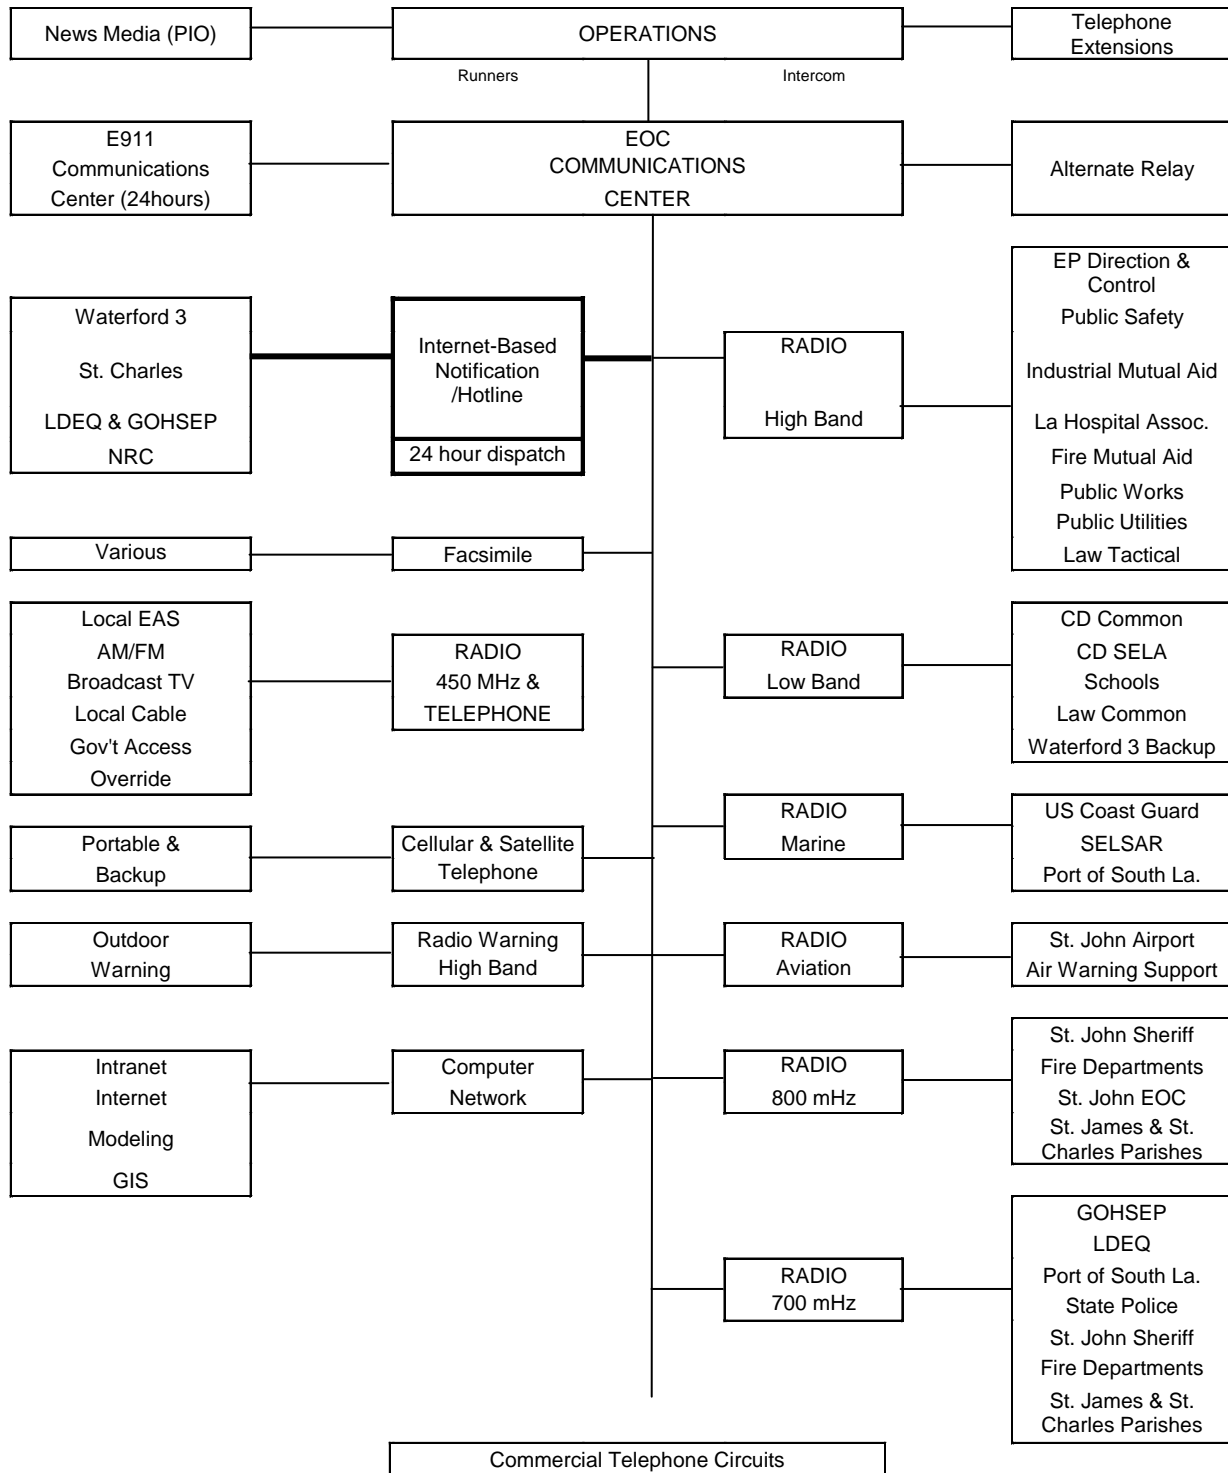 News Media (PIO)
OPERATIONS
Telephone
Extensions
Runners
Intercom
E911
Communications
Center (24hours)
EOC
COMMUNICATIONS
CENTER
Alternate Relay
Waterford 3
St. Charles
LDEQ & GOHSEP
NRC
Internet-Based
Notification
/Hotline
24 hour dispatch
RADIO
High Band
EP Direction &
Control
Public Safety
Industrial Mutual Aid
La Hospital Assoc.
Fire Mutual Aid
Public Works
Public Utilities
Law Tactical
Various
Facsimile
Local EAS
AM/FM
Broadcast TV
Local Cable
Gov't Access
Override
RADIO
450 MHz &
TELEPHONE
RADIO
Low Band
CD Common
CD SELA
Schools
Law Common
Waterford 3 Backup
Portable &
Backup
Cellular & Satellite
Telephone
RADIO
Marine
US Coast Guard
SELSAR
Port of South La.
Outdoor
Warning
Radio Warning
High Band
RADIO
Aviation
St. John Airport
Air Warning Support
Intranet
Internet
Modeling
GIS
Computer
Network
RADIO
800 mHz
St. John Sheriff
Fire Departments
St. John EOC
St. James & St.
Charles Parishes
RADIO
700 mHz
GOHSEP
LDEQ
Port of South La.
State Police
St. John Sheriff
Fire Departments
St. James & St.
Charles Parishes
Commercial Telephone Circuits